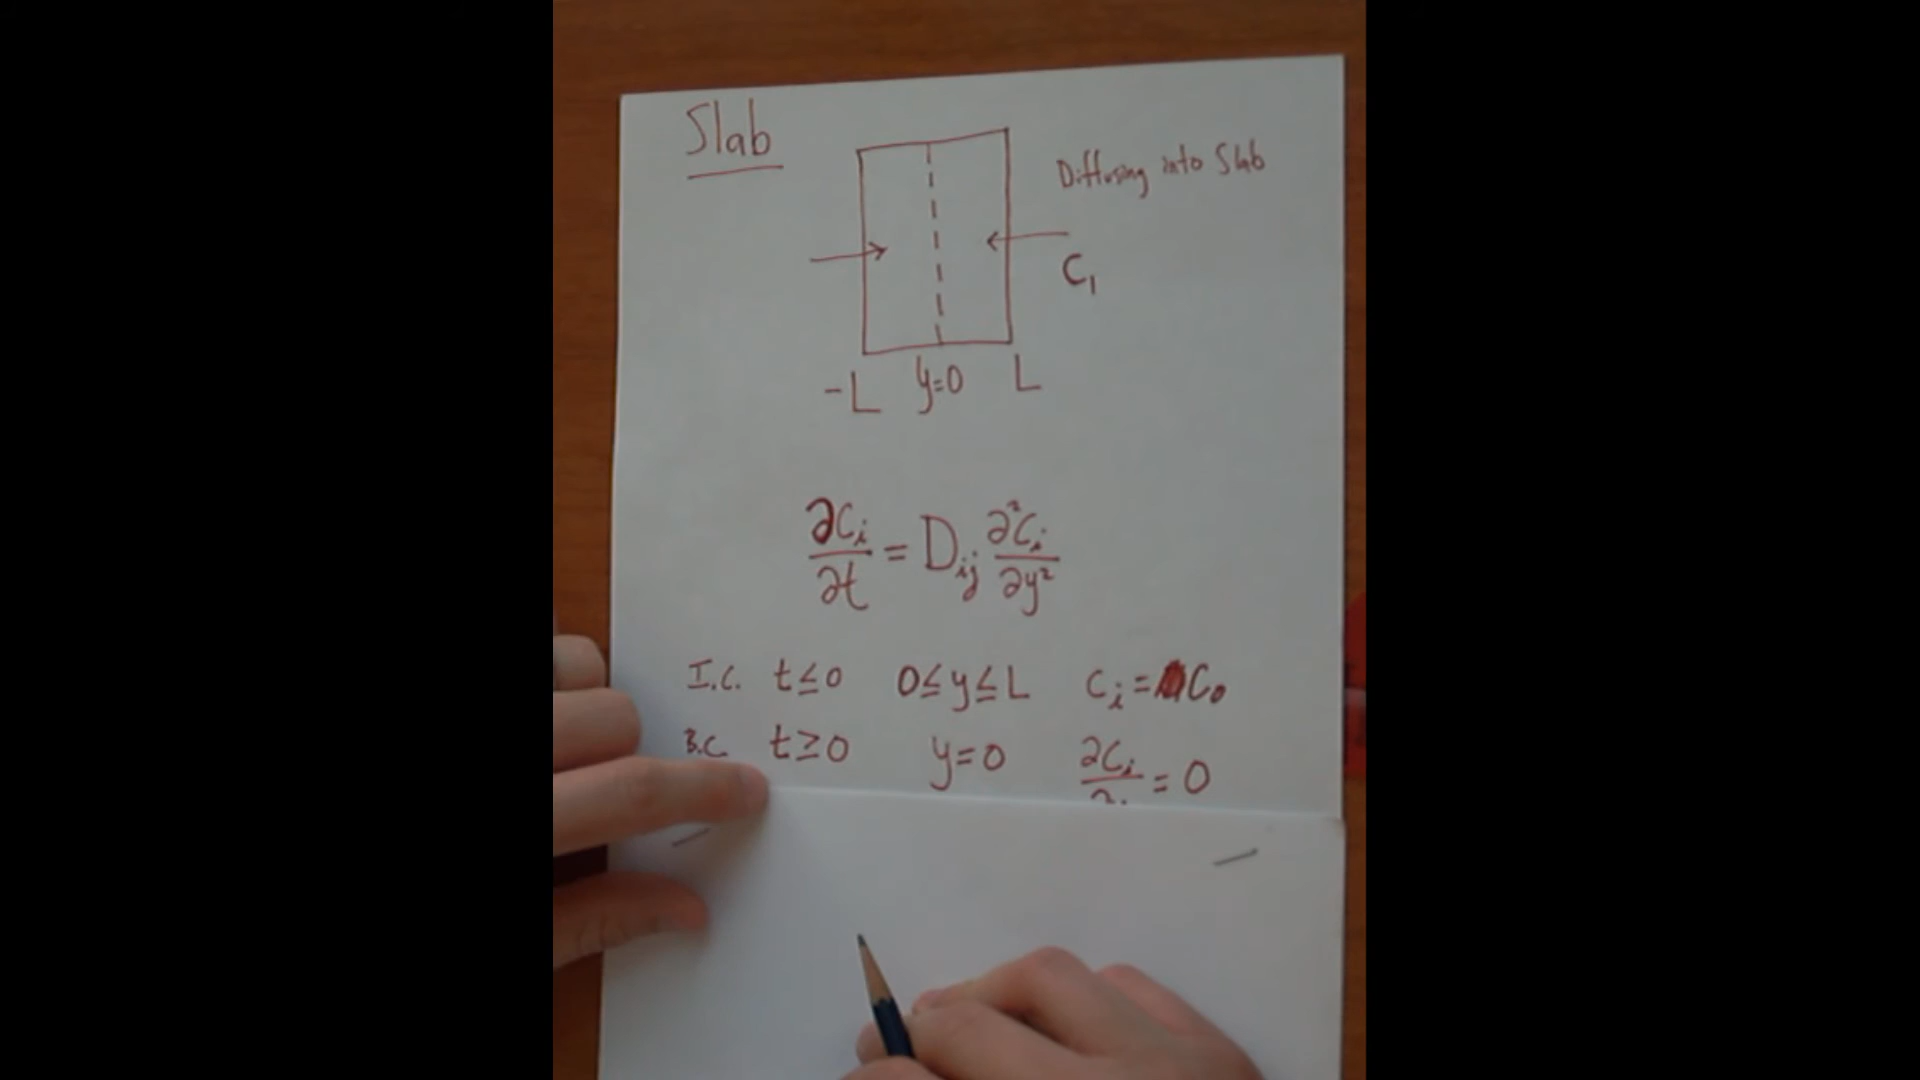 Slab
Diffusing into Slab
C₁
-L y=0 L
∂Cᵢ/∂t = Dᵢⱼ ∂²Cᵢ/∂y²
I.C. t≤0 0≤y≤L Cᵢ= C₀
B.C. t≥0 y=0 ∂Cᵢ/∂ = 0